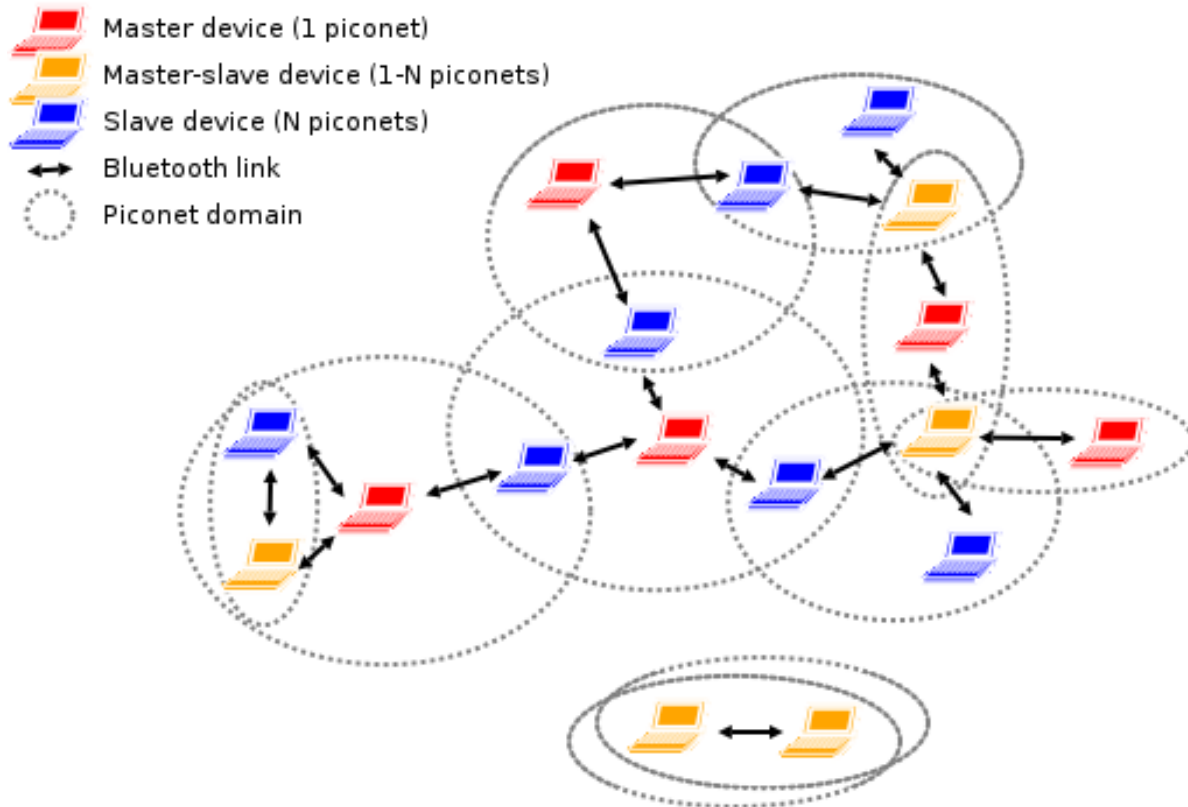 Master device (1 piconet)
Master-slave device (1-N piconets)
Slave device (N piconets)
Bluetooth link
Piconet domain